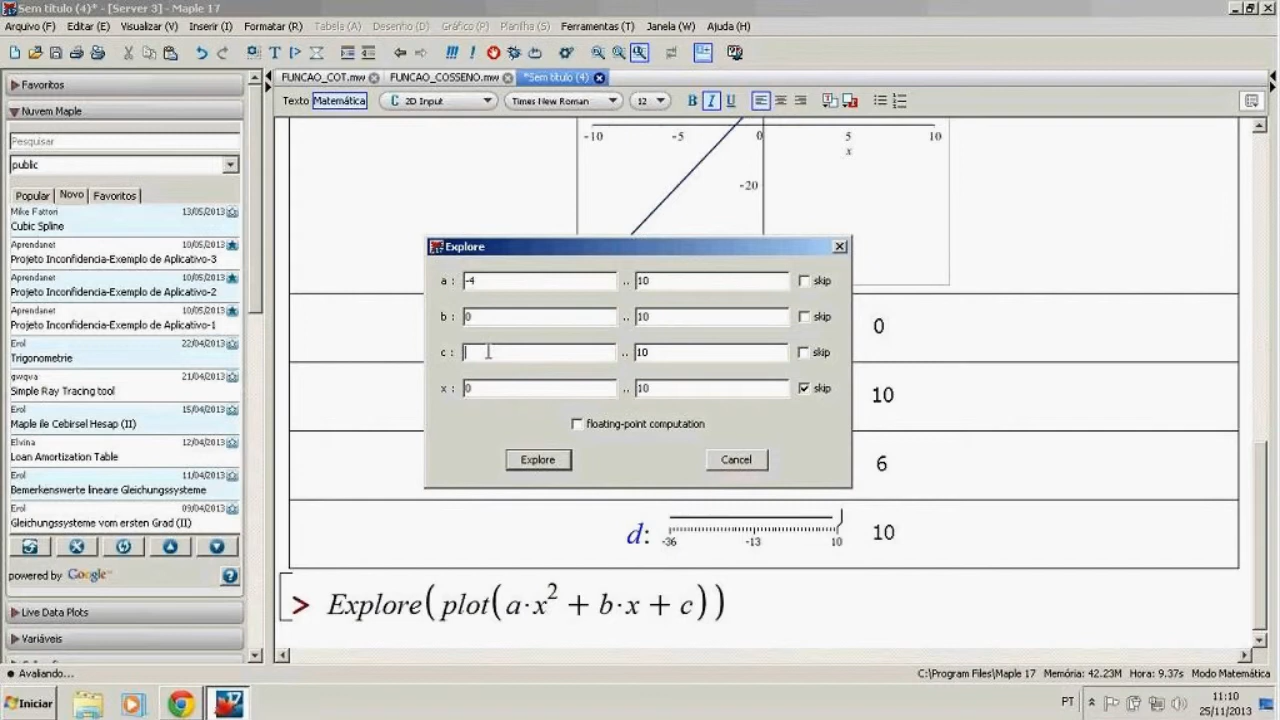 Sem título (4)* - [Server 3] - Maple 17
Arquivo (F) Editar (E) Visualizar (V) Inserir (I) Formatar (R) Tabela (A) Desenho (D) Gráfico (P) Planilha (S) Ferramentas (T) Janela (W) Ajuda (H)
FUNCAO_COT.mw FUNCAO_COSSENO.mw *Sem título (4)
Texto Matemática C 2D Input Times New Roman 12 B I U
Favoritos
Nuvem Maple
Pesquisar
public
Popular Novo Favoritos
Mike Fattori 13/05/2013
Cubic Spline
Aprendanet 10/05/2013
Projeto Inconfidencia-Exemplo de Aplicativo-3
Aprendanet 10/05/2013
Projeto Inconfidencia-Exemplo de Aplicativo-2
Aprendanet 10/05/2013
Projeto Inconfidencia-Exemplo de Aplicativo-1
Erol 22/04/2013
Trigonometrie
gwqva 21/04/2013
Simple Ray Tracing tool
Erol 15/04/2013
Maple ile Cebirsel Hesap (II)
Elvina 12/04/2013
Loan Amortization Table
Erol 11/04/2013
Bemerkenswerte lineare Gleichungssysteme
Erol 09/04/2013
Gleichungssysteme vom ersten Grad (II)
powered by Google™
Live Data Plots
Variáveis
-10 -5 0 5 10
x
-20
Explore
a : -4 .. 10 skip
b : 0 .. 10 skip
c : .. 10 skip
x : 0 .. 10 skip
floating-point computation
Explore Cancel
0
10
6
d: 10
-36 -13 10
> Explore(plot(a·x² + b·x + c))
Avaliando... C:\Program Files\Maple 17 Memória: 42.23M Hora: 9.37s Modo Matemática
Iniciar 17 PT 11:10
25/11/2013